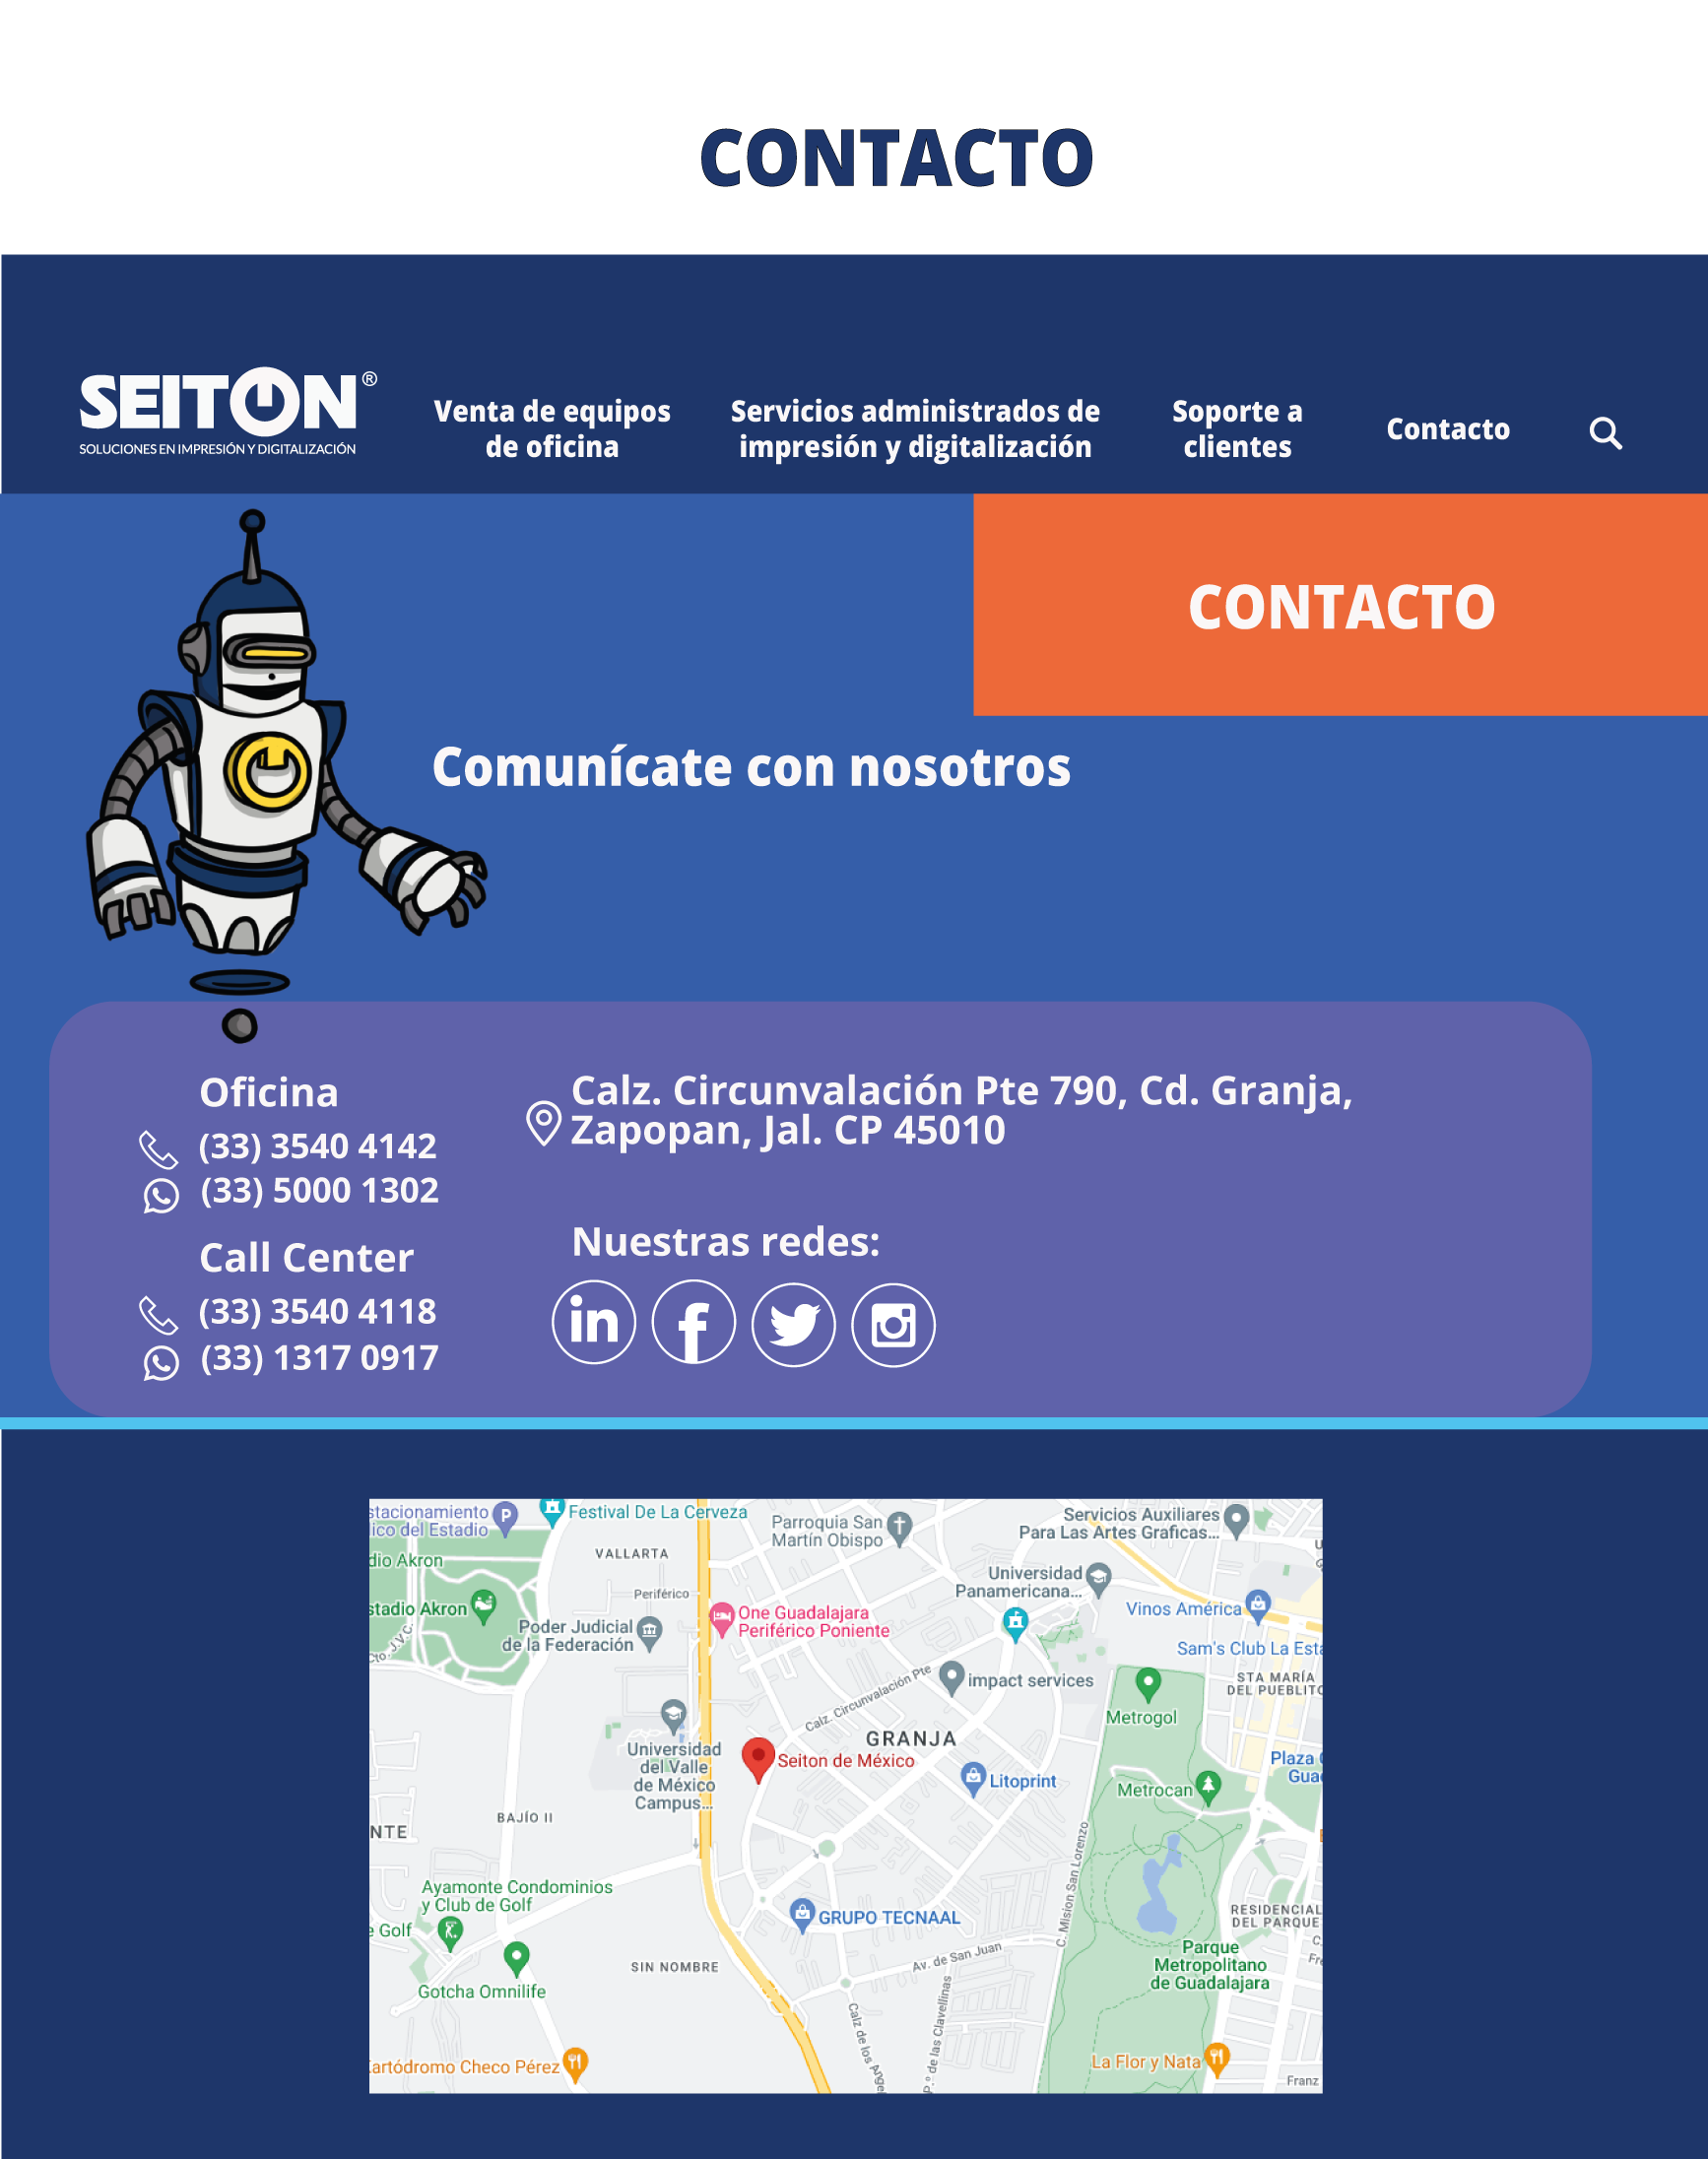 CONTACTO
SEITON®
SOLUCIONES EN IMPRESIÓN Y DIGITALIZACIÓN
Venta de equipos
de oficina
Servicios administrados de
impresión y digitalización
Soporte a
clientes
Contacto
CONTACTO
Comunícate con nosotros
Oficina
(33) 3540 4142
(33) 5000 1302
Call Center
(33) 3540 4118
(33) 1317 0917
Calz. Circunvalación Pte 790, Cd. Granja,
Zapopan, Jal. CP 45010
Nuestras redes:
in
f
stacionamiento
lico del Estadio
P
Festival De La Cerveza
Parroquia San
Martín Obispo
Servicios Auxiliares
Para Las Artes Graficas...
dio Akron
VALLARTA
Periférico
Universidad
Panamericana...
stadio Akron
Cto. J.V.C.
Poder Judicial
de la Federación
One Guadalajara
Periférico Poniente
Vinos América
Sam's Club La Esta
STA MARÍA
DEL PUEBLITO
Calz. Circunvalación Pte
impact services
Metrogol
GRANJA
Universidad
del Valle
de México
Campus...
Seiton de México
Litoprint
Plaza
Gua
Metrocan
BAJÍO II
NTE
C. Mision San Lorenzo
Ayamonte Condominios
y Club de Golf
e Golf
GRUPO TECNAAL
RESIDENCIAL
DEL PARQUE
Av. de San Juan
SIN NOMBRE
Parque
Metropolitano
de Guadalajara
Gotcha Omnilife
Calz de los Angel
P.º de las Clavellinas
artódromo Checo Pérez
La Flor y Nata
Franz